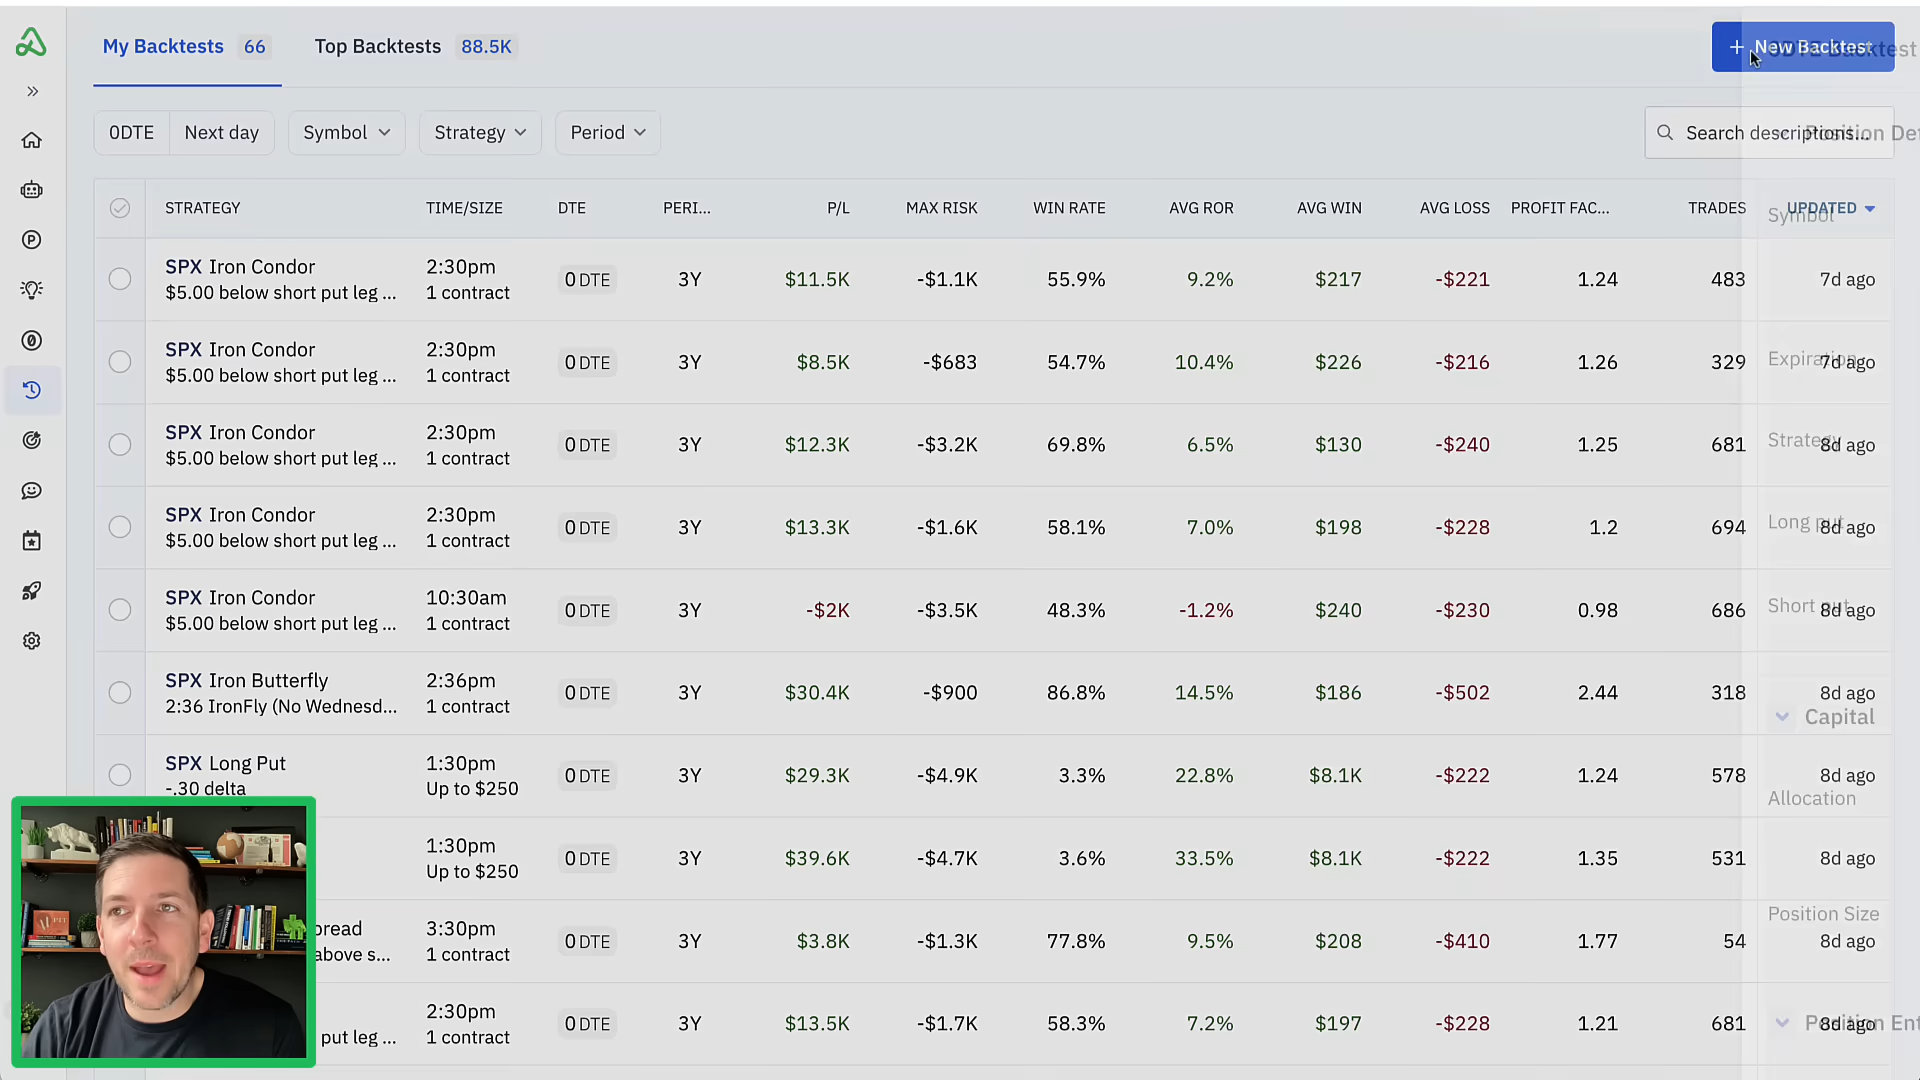 My Backtests 66
Top Backtests 88.5K
+ New Backtest
0DTE Backtest
0DTE
Next day
Symbol
Strategy
Period
Search descriptions...
Position Det
STRATEGY TIME/SIZE DTE PERI... P/L MAX RISK WIN RATE AVG ROR AVG WIN AVG LOSS PROFIT FAC... TRADES UPDATED
Symbol
SPX Iron Condor 2:30pm
$5.00 below short put leg ... 1 contract
0 DTE 3Y $11.5K -$1.1K 55.9% 9.2% $217 -$221 1.24 483 7d ago
SPX Iron Condor 2:30pm
$5.00 below short put leg ... 1 contract
0 DTE 3Y $8.5K -$683 54.7% 10.4% $226 -$216 1.26 329 7d ago
Expiration
SPX Iron Condor 2:30pm
$5.00 below short put leg ... 1 contract
0 DTE 3Y $12.3K -$3.2K 69.8% 6.5% $130 -$240 1.25 681 8d ago
Strategy
SPX Iron Condor 2:30pm
$5.00 below short put leg ... 1 contract
0 DTE 3Y $13.3K -$1.6K 58.1% 7.0% $198 -$228 1.2 694 8d ago
Long put
SPX Iron Condor 10:30am
$5.00 below short put leg ... 1 contract
0 DTE 3Y -$2K -$3.5K 48.3% -1.2% $240 -$230 0.98 686 8d ago
Short put
SPX Iron Butterfly 2:36pm
2:36 IronFly (No Wednesd... 1 contract
0 DTE 3Y $30.4K -$900 86.8% 14.5% $186 -$502 2.44 318 8d ago
Capital
SPX Long Put 1:30pm
-.30 delta Up to $250
0 DTE 3Y $29.3K -$4.9K 3.3% 22.8% $8.1K -$222 1.24 578 8d ago
Allocation
1:30pm
Up to $250
0 DTE 3Y $39.6K -$4.7K 3.6% 33.5% $8.1K -$222 1.35 531 8d ago
Position Size
pread 3:30pm
above s... 1 contract
0 DTE 3Y $3.8K -$1.3K 77.8% 9.5% $208 -$410 1.77 54 8d ago
2:30pm
put leg ... 1 contract
0 DTE 3Y $13.5K -$1.7K 58.3% 7.2% $197 -$228 1.21 681 8d ago
Position Ent